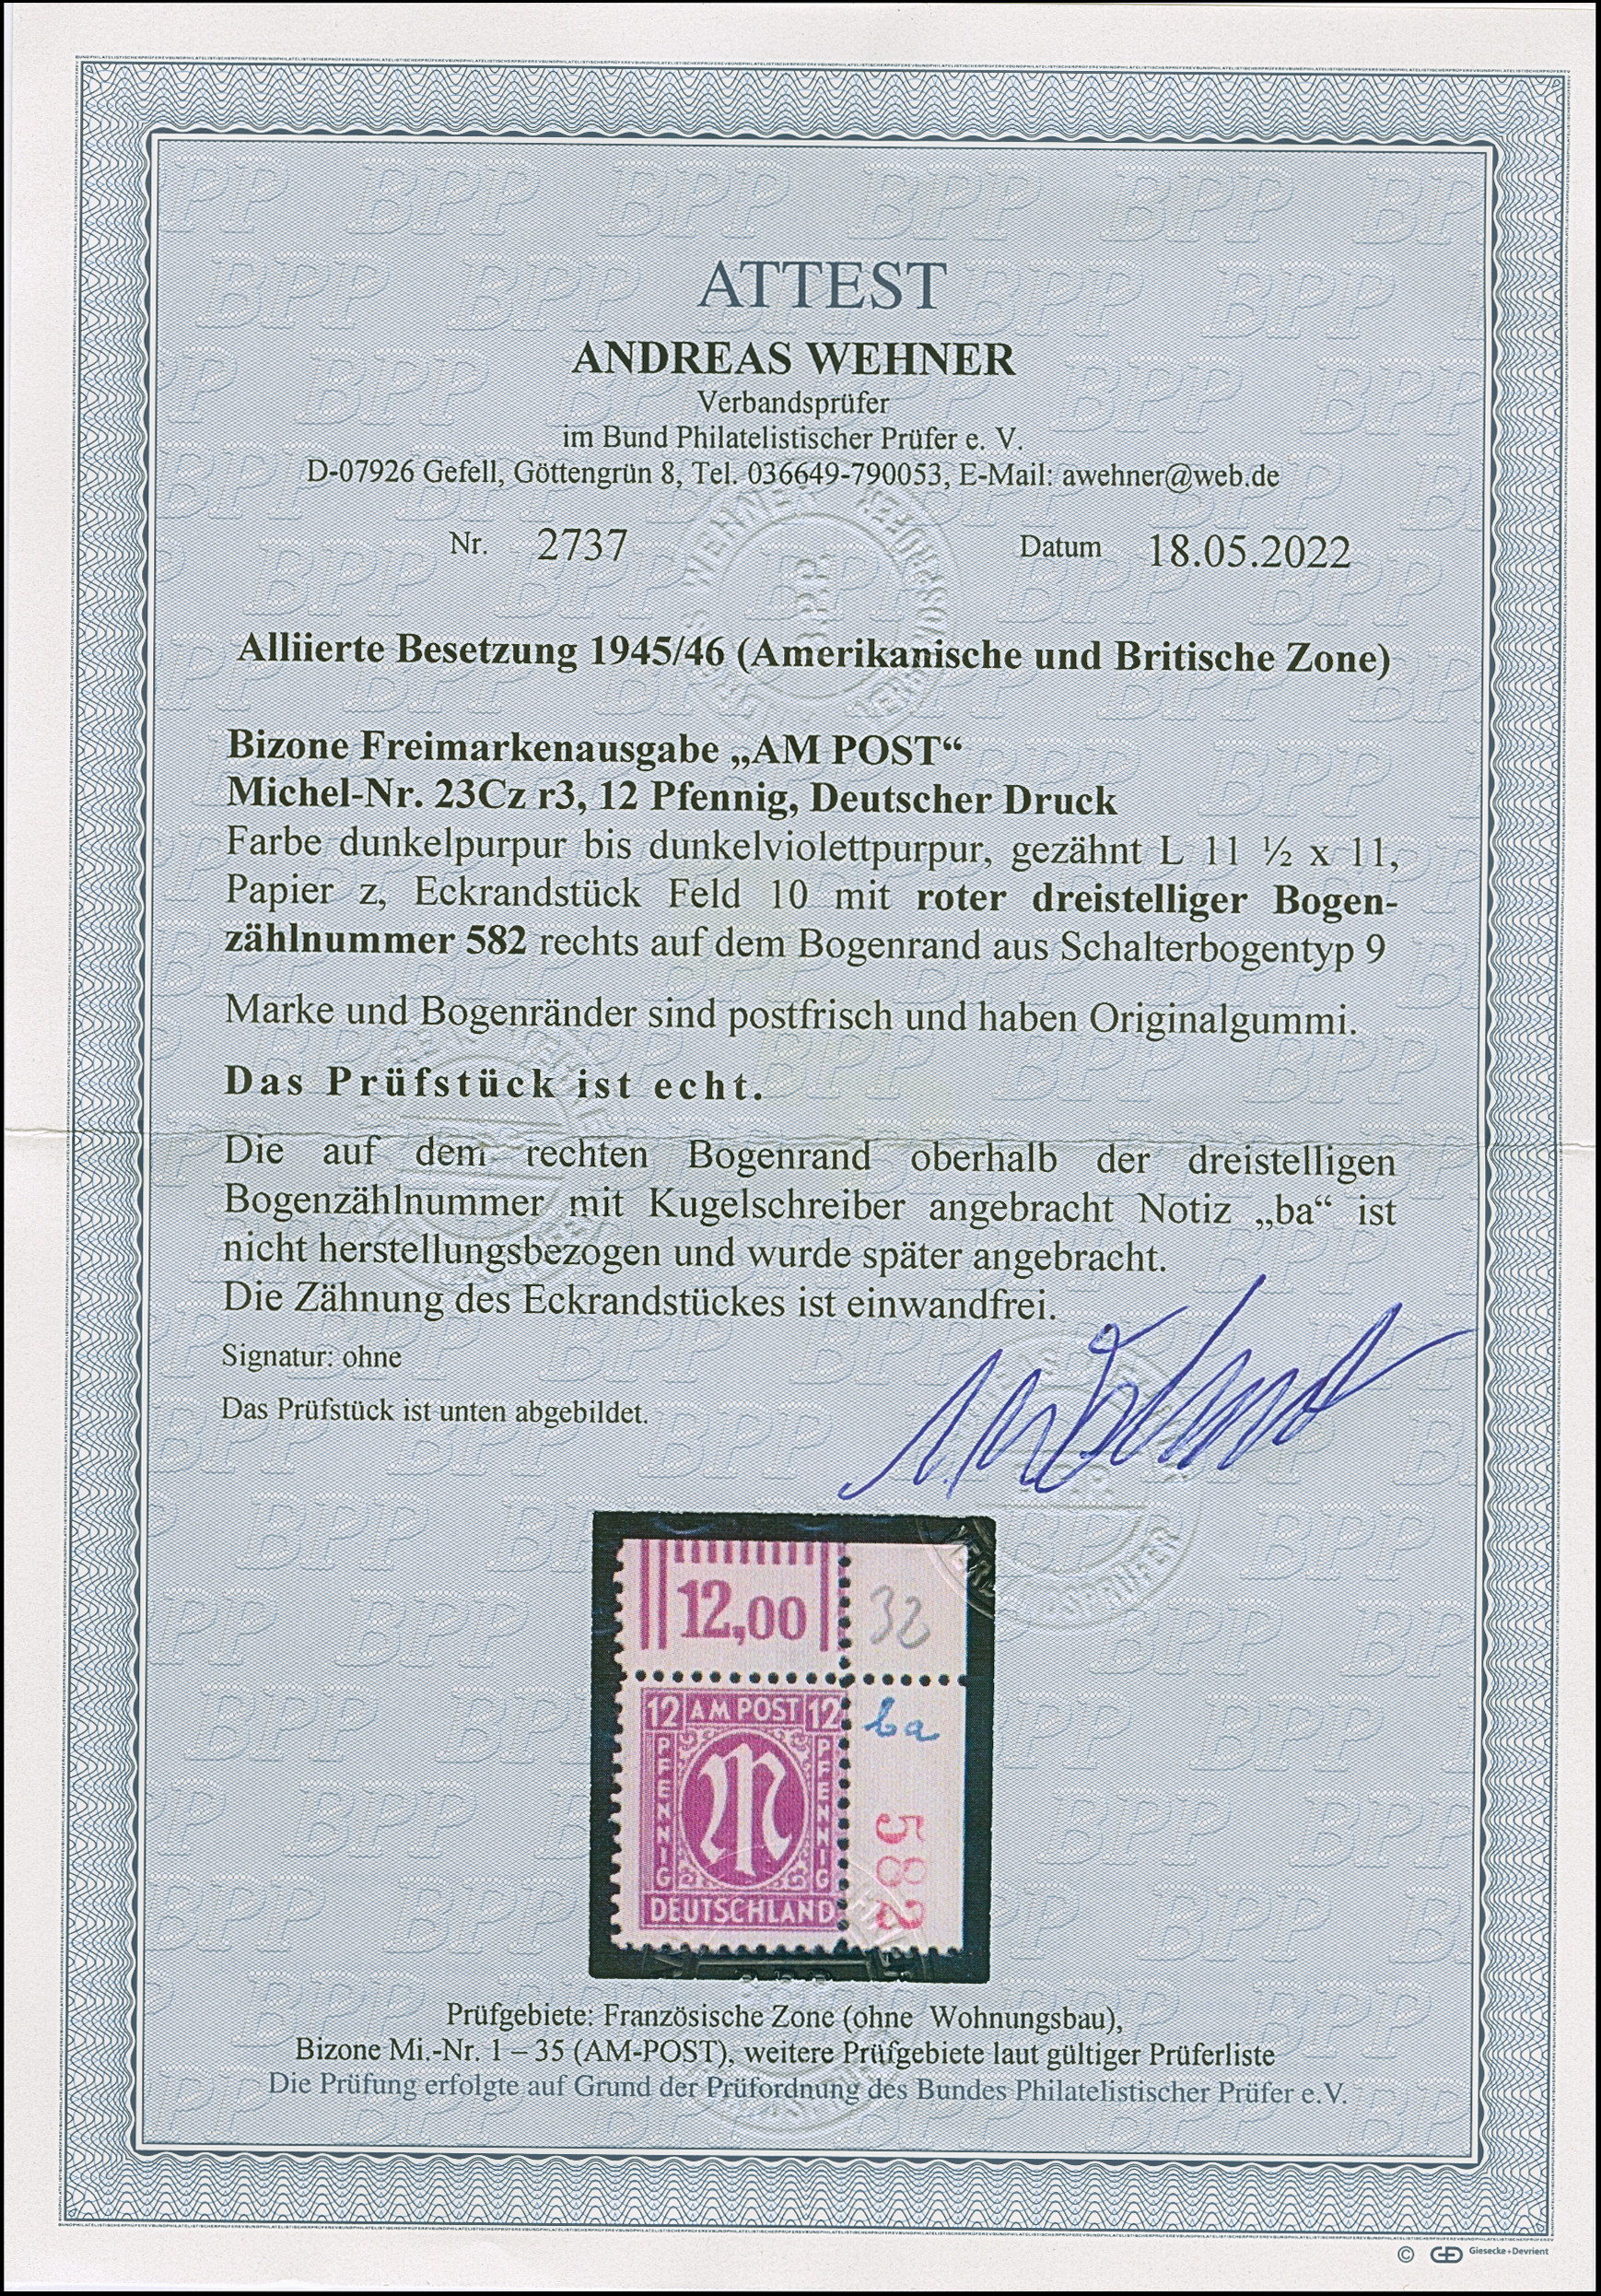 ATTEST
ANDREAS WEHNER
Verbandsprüfer
im Bund Philatelistischer Prüfer e. V.
D-07926 Gefell, Göttengrün 8, Tel. 036649-790053, E-Mail: awehner@web.de
Nr. 2737 Datum 18.05.2022
Alliierte Besetzung 1945/46 (Amerikanische und Britische Zone)
Bizone Freimarkenausgabe „AM POST“
Michel-Nr. 23Cz r3, 12 Pfennig, Deutscher Druck
Farbe dunkelpurpur bis dunkelviolettpurpur, gezähnt L 11 ½ x 11,
Papier z, Eckrandstück Feld 10 mit roter dreistelliger Bogen-
zählnummer 582 rechts auf dem Bogenrand aus Schalterbogentyp 9
Marke und Bogenränder sind postfrisch und haben Originalgummi.
Das Prüfstück ist echt.
Die auf dem rechten Bogenrand oberhalb der dreistelligen
Bogenzählnummer mit Kugelschreiber angebracht Notiz „ba“ ist
nicht herstellungsbezogen und wurde später angebracht.
Die Zähnung des Eckrandstückes ist einwandfrei.
Signatur: ohne
Das Prüfstück ist unten abgebildet.
12,00
32
12 AM POST 12
ba
PFENNIG
PFENNIG
582
DEUTSCHLAND
Prüfgebiete: Französische Zone (ohne Wohnungsbau),
Bizone Mi.-Nr. 1 – 35 (AM-POST), weitere Prüfgebiete laut gültiger Prüferliste
Die Prüfung erfolgte auf Grund der Prüfordnung des Bundes Philatelistischer Prüfer e.V.
© GD Giesecke+Devrient